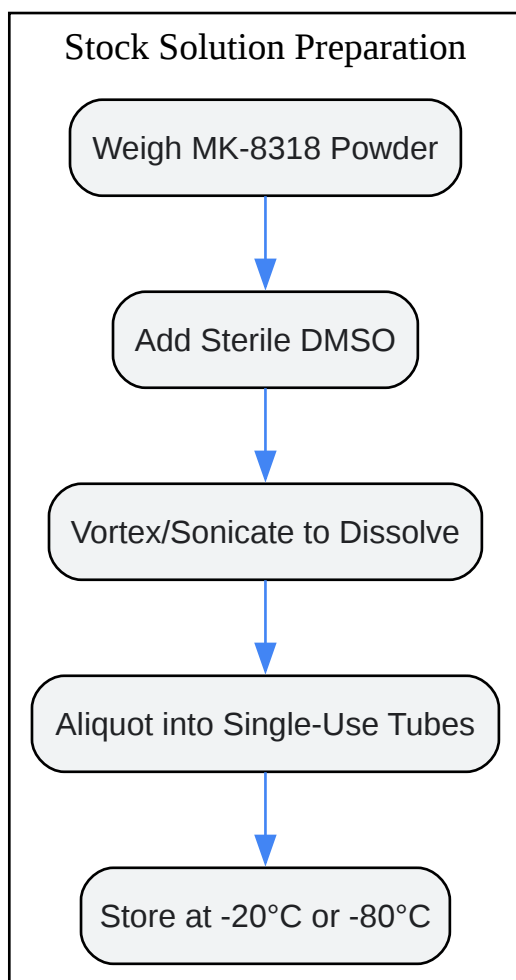 Stock Solution Preparation
Weigh MK-8318 Powder
Add Sterile DMSO
Vortex/Sonicate to Dissolve
Aliquot into Single-Use Tubes
Store at -20°C or -80°C